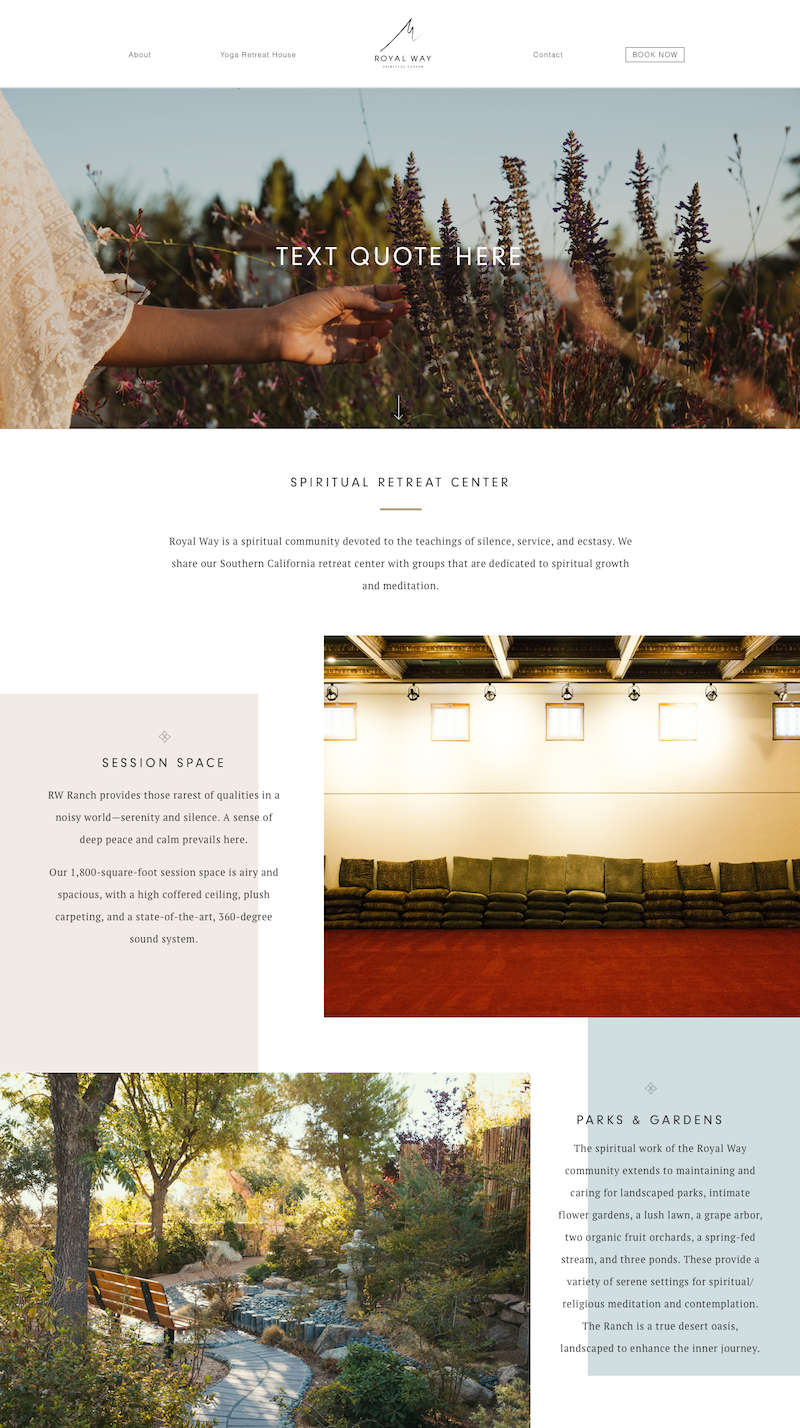 About
Yoga Retreat House
ROYAL WAY
SPIRITUAL CENTER
Contact
BOOK NOW
TEXT QUOTE HERE
SPIRITUAL RETREAT CENTER
Royal Way is a spiritual community devoted to the teachings of silence, service, and ecstasy. We
share our Southern California retreat center with groups that are dedicated to spiritual growth
and meditation.
SESSION SPACE
RW Ranch provides those rarest of qualities in a
noisy world—serenity and silence. A sense of
deep peace and calm prevails here.
Our 1,800-square-foot session space is airy and
spacious, with a high coffered ceiling, plush
carpeting, and a state-of-the-art, 360-degree
sound system.
PARKS & GARDENS
The spiritual work of the Royal Way
community extends to maintaining and
caring for landscaped parks, intimate
flower gardens, a lush lawn, a grape arbor,
two organic fruit orchards, a spring-fed
stream, and three ponds. These provide a
variety of serene settings for spiritual/
religious meditation and contemplation.
The Ranch is a true desert oasis,
landscaped to enhance the inner journey.